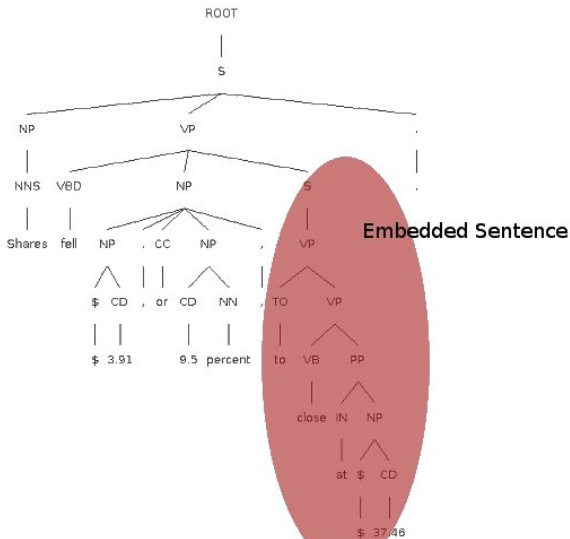 ROOT
S
NP VP .
NNS VBD NP S .
Shares fell NP , CC NP , VP
Embedded Sentence
$ CD , or CD NN , TO VP
$ 3.91 9.5 percent to VB PP
close IN NP
at $ CD
$ 37.46